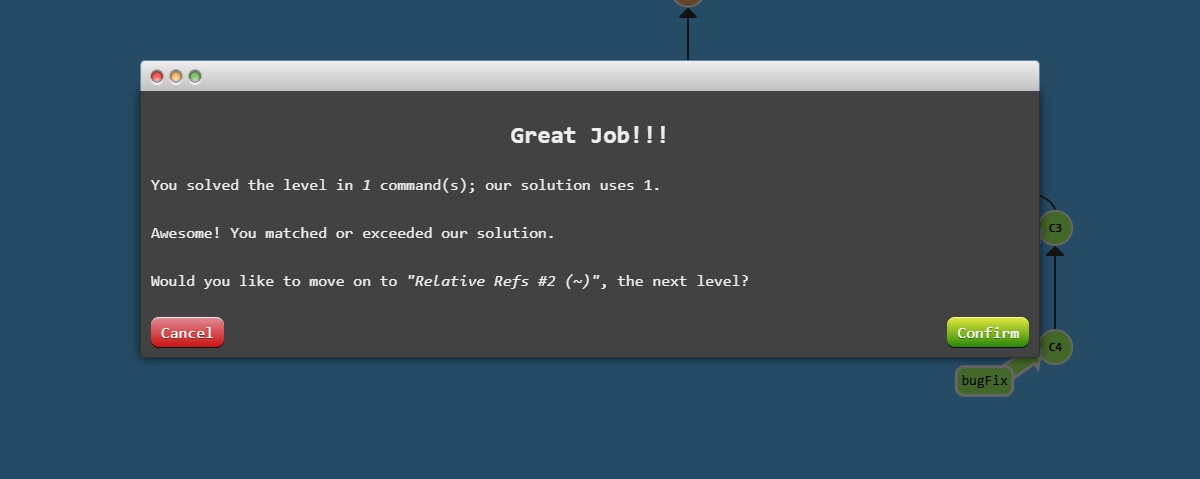 Great Job!!!
You solved the level in 1 command(s); our solution uses 1.
Awesome! You matched or exceeded our solution.
Would you like to move on to "Relative Refs #2 (~)", the next level?
Cancel
Confirm
C3
C4
bugFix